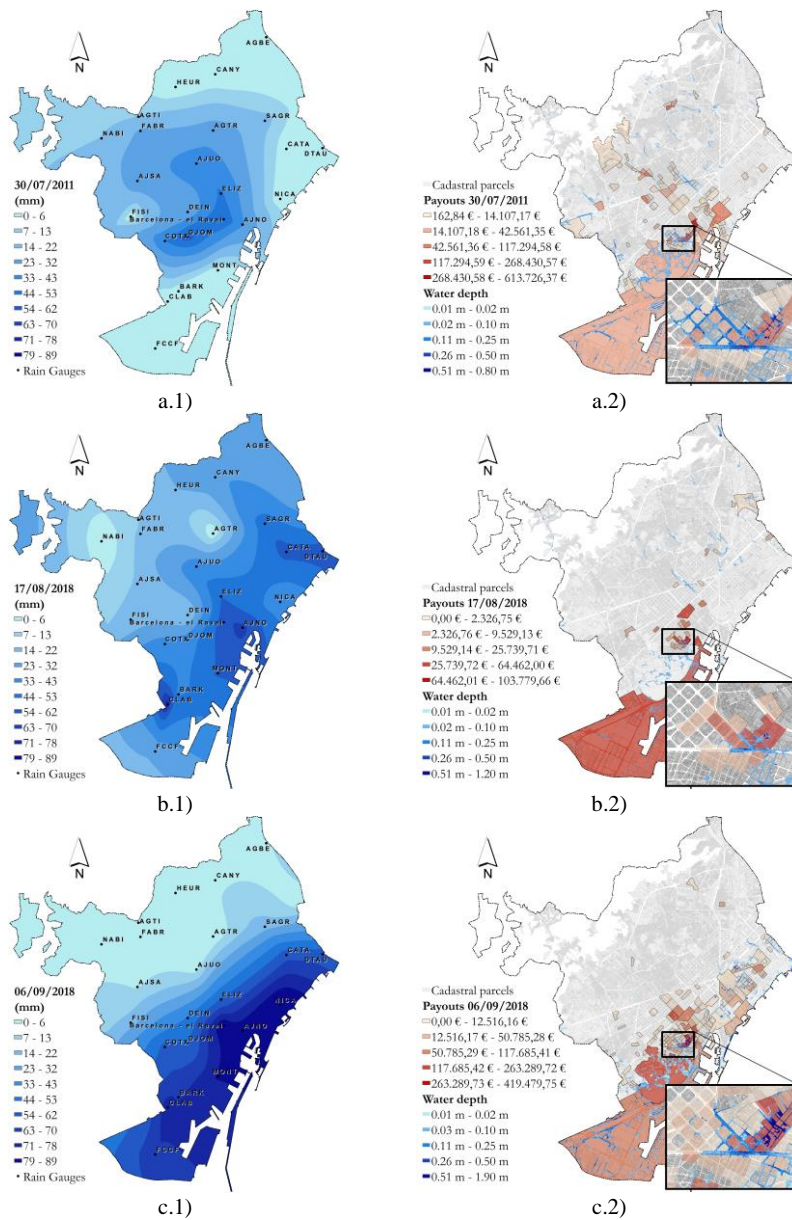 AGBE
N
CANY
HEUR
AGTI
FABR
AGTR
SAGR
NABI
CATA
DTAU
AJUO
AJSA
ELIZ
NICA
DEIN
FISI
Barcelona - el Raval
AJNO
COTX
DJOM
MONT
BARK
CLAB
FCCF
30/07/2011
(mm)
0 - 6
7 - 13
14 - 22
23 - 32
33 - 43
44 - 53
54 - 62
63 - 70
71 - 78
79 - 89
• Rain Gauges
a.1)
N
Cadastral parcels
Payouts 30/07/2011
162,84 € - 14.107,17 €
14.107,18 € - 42.561,35 €
42.561,36 € - 117.294,58 €
117.294,59 € - 268.430,57 €
268.430,58 € - 613.726,37 €
Water depth
0.01 m - 0.02 m
0.02 m - 0.10 m
0.11 m - 0.25 m
0.26 m - 0.50 m
0.51 m - 0.80 m
a.2)
AGBE
N
CANY
HEUR
AGTI
FABR
AGTR
SAGR
NABI
CATA
DTAU
AJUO
AJSA
ELIZ
NICA
DEIN
FISI
Barcelona - el Raval
AJNO
COTX
DJOM
MONT
BARK
CLAB
FCCF
17/08/2018
(mm)
0 - 6
7 - 13
14 - 22
23 - 32
33 - 43
44 - 53
54 - 62
63 - 70
71 - 78
79 - 89
• Rain Gauges
b.1)
N
Cadastral parcels
Payouts 17/08/2018
0,00 € - 2.326,75 €
2.326,76 € - 9.529,13 €
9.529,14 € - 25.739,71 €
25.739,72 € - 64.462,00 €
64.462,01 € - 103.779,66 €
Water depth
0.01 m - 0.02 m
0.02 m - 0.10 m
0.11 m - 0.25 m
0.26 m - 0.50 m
0.51 m - 1.20 m
b.2)
AGBE
N
CANY
HEUR
AGTI
FABR
AGTR
SAGR
NABI
CATA
DTAU
AJUO
AJSA
ELIZ
NICA
DEIN
FISI
Barcelona - el Raval
AJNO
COTX
DJOM
MONT
BARK
CLAB
FCCF
06/09/2018
(mm)
0 - 6
7 - 13
14 - 22
23 - 32
33 - 43
44 - 53
54 - 62
63 - 70
71 - 78
79 - 89
• Rain Gauges
c.1)
N
Cadastral parcels
Payouts 06/09/2018
0,00 € - 12.516,16 €
12.516,17 € - 50.785,28 €
50.785,29 € - 117.685,41 €
117.685,42 € - 263.289,72 €
263.289,73 € - 419.479,75 €
Water depth
0.01 m - 0.02 m
0.03 m - 0.10 m
0.11 m - 0.25 m
0.26 m - 0.50 m
0.51 m - 1.90 m
c.2)